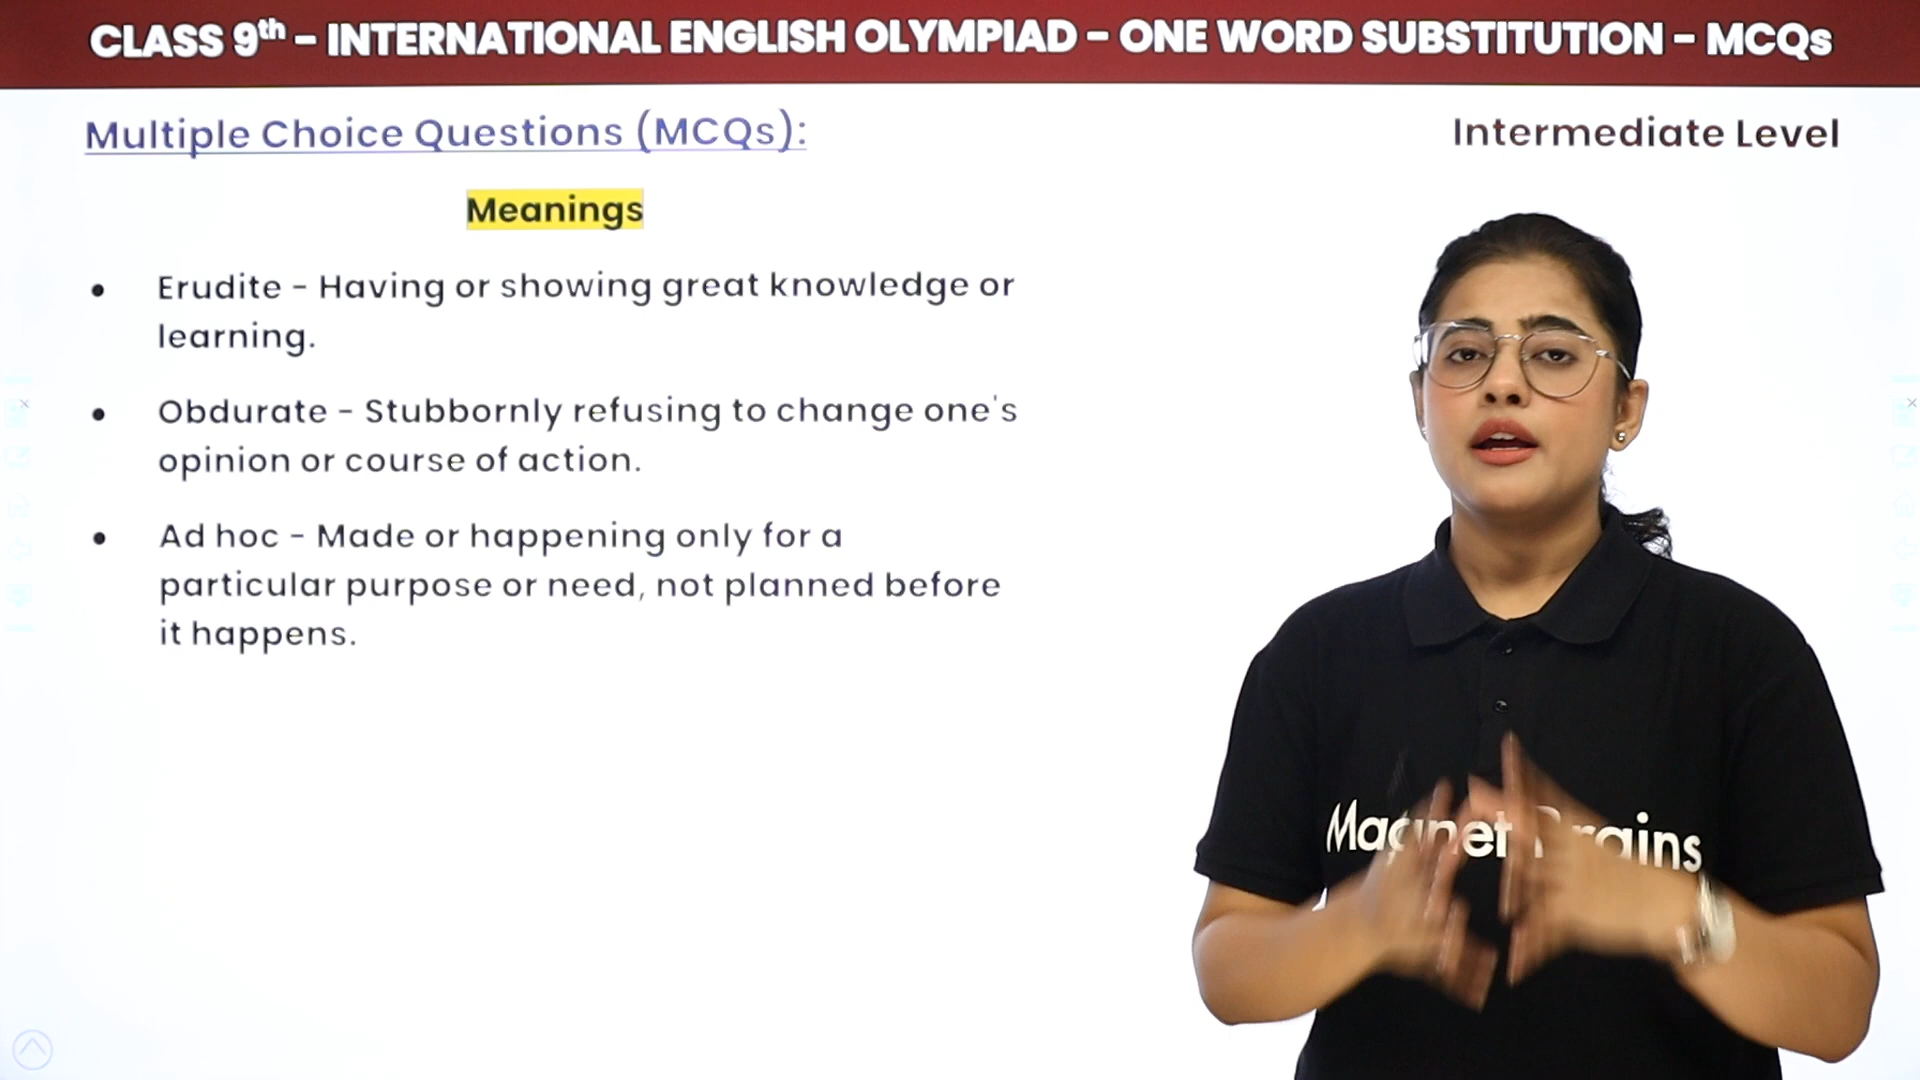 CLASS 9th - INTERNATIONAL ENGLISH OLYMPIAD - ONE WORD SUBSTITUTION - MCQs
Multiple Choice Questions (MCQs):
Intermediate Level
Meanings
• Erudite - Having or showing great knowledge or
learning.
• Obdurate - Stubbornly refusing to change one's
opinion or course of action.
• Ad hoc - Made or happening only for a
particular purpose or need, not planned before
it happens.
Magnet Brains